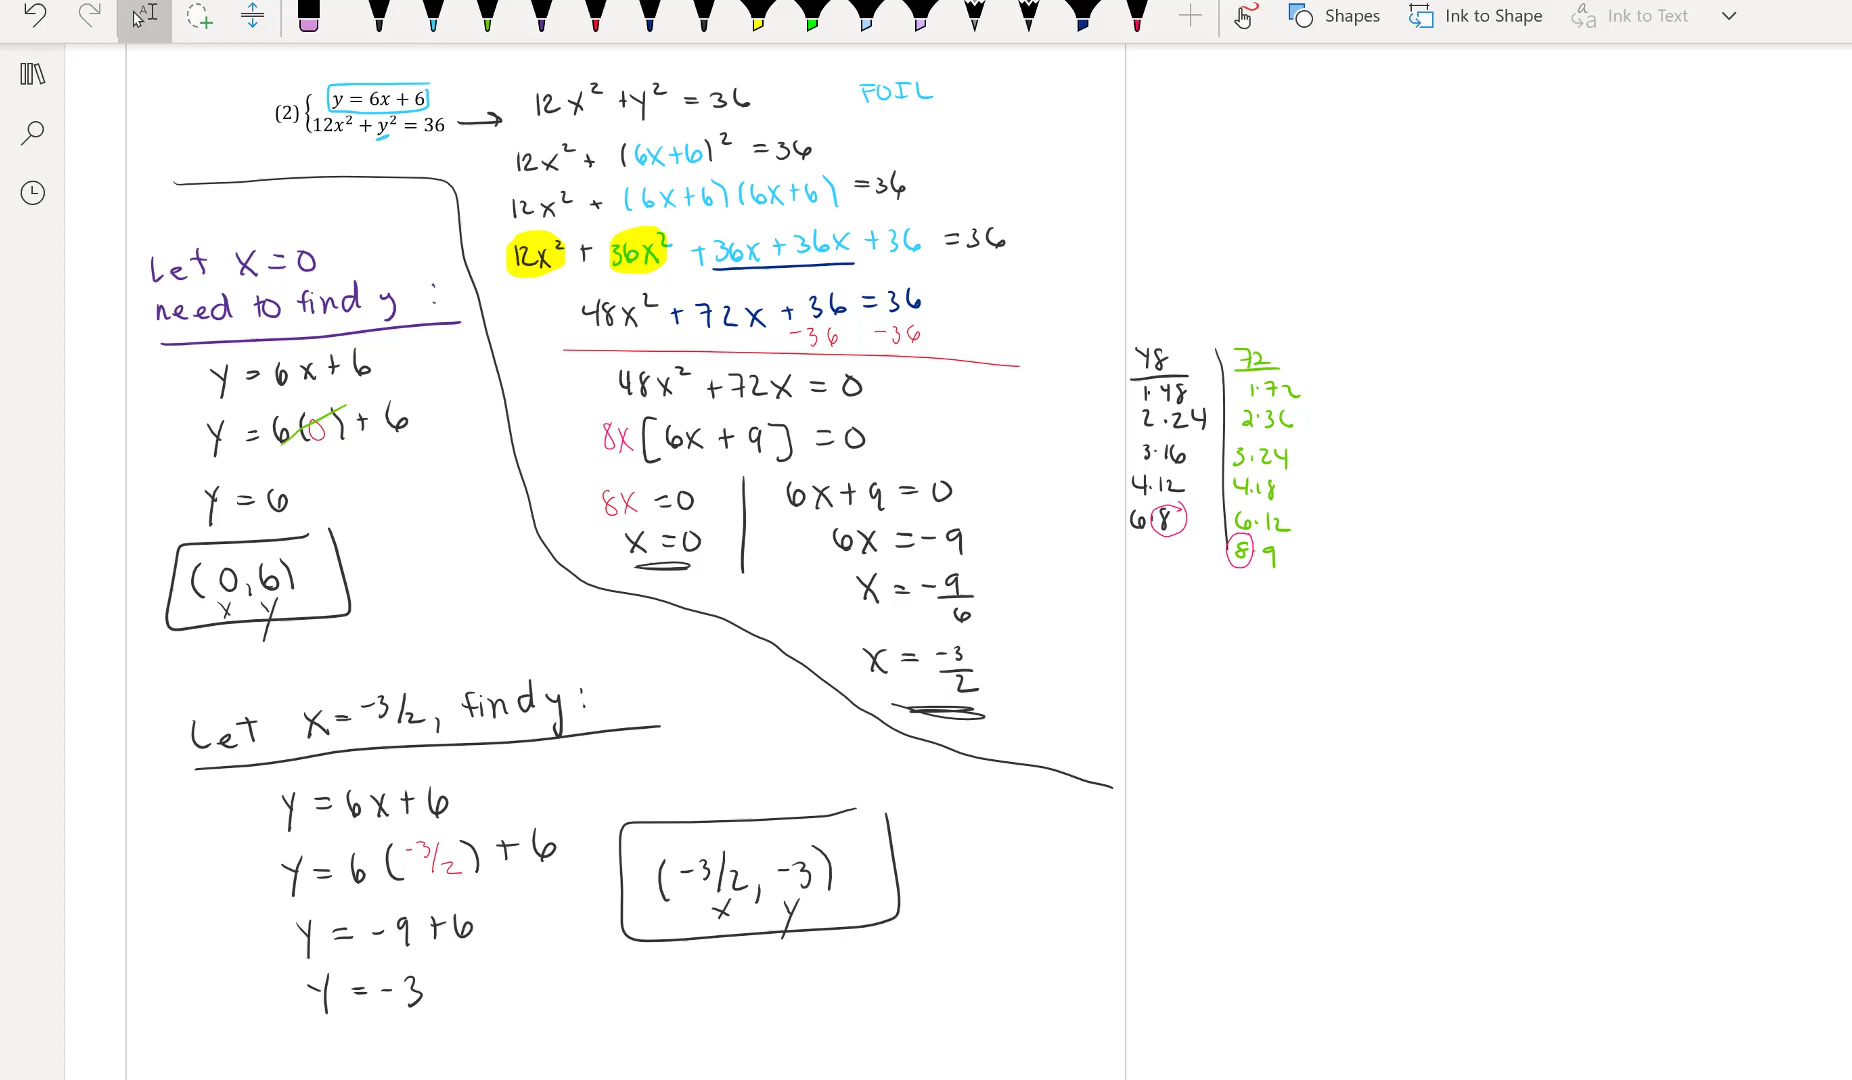 Shapes
Ink to Shape
Ink to Text
(2) { y = 6x + 6
12x² + y² = 36
→ 12x² + y² = 36
FOIL
12x² + (6x+6)² = 36
12x² + (6x+6)(6x+6) = 36
12x² + 36x² + 36x + 36x + 36 = 36
48x² + 72x + 36 = 36
-36 -36
48x² + 72x = 0
8x[6x + 9] = 0
8x = 0
x = 0
6x + 9 = 0
6x = -9
x = -9/6
x = -3/2
Let x = 0
need to find y :
y = 6x + 6
y = 6(0) + 6
y = 6
(0, 6)
x y
Let x = -3/2, find y :
y = 6x + 6
y = 6(-3/2) + 6
y = -9 + 6
y = -3
(-3/2, -3)
x y
48
1·48
2·24
3·16
4·12
6·8
72
1·72
2·36
3·24
4·18
6·12
8·9